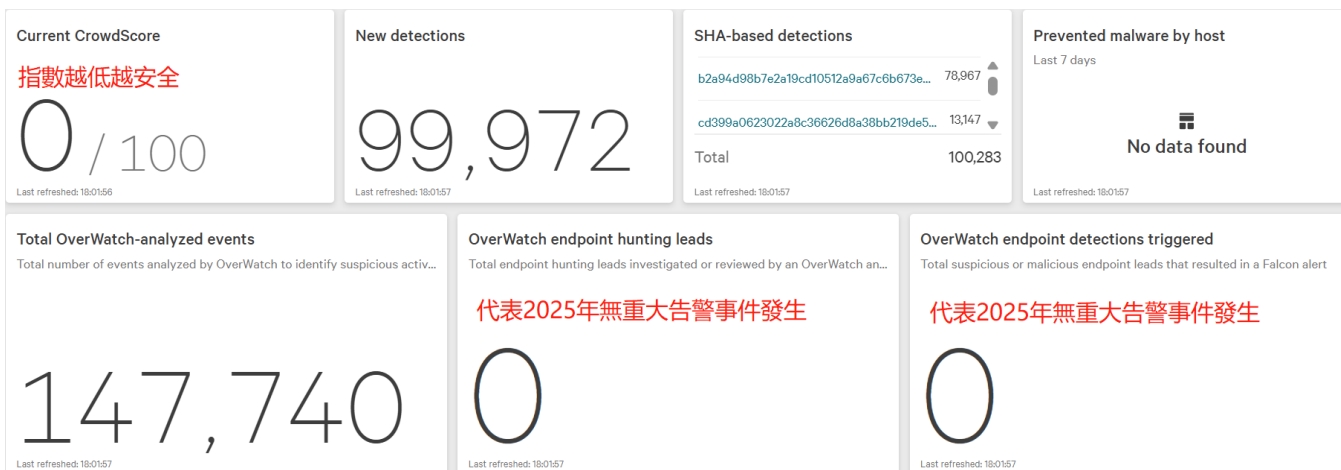 Current CrowdScore
指數越低越安全
0 / 100
Last refreshed: 18:01:56
New detections
99,972
Last refreshed: 18:01:57
SHA-based detections
b2a94d98b7e2a19cd10512a9a67c6b673e... 78,967
cd399a0623022a8c36626d8a38bb219de5... 13,147
Total 100,283
Last refreshed: 18:01:57
Prevented malware by host
Last 7 days
No data found
Last refreshed: 18:01:57
Total OverWatch-analyzed events
Total number of events analyzed by OverWatch to identify suspicious activ...
147,740
Last refreshed: 18:01:57
OverWatch endpoint hunting leads
Total endpoint hunting leads investigated or reviewed by an OverWatch an...
代表2025年無重大告警事件發生
0
Last refreshed: 18:01:57
OverWatch endpoint detections triggered
Total suspicious or malicious endpoint leads that resulted in a Falcon alert
代表2025年無重大告警事件發生
0
Last refreshed: 18:01:57